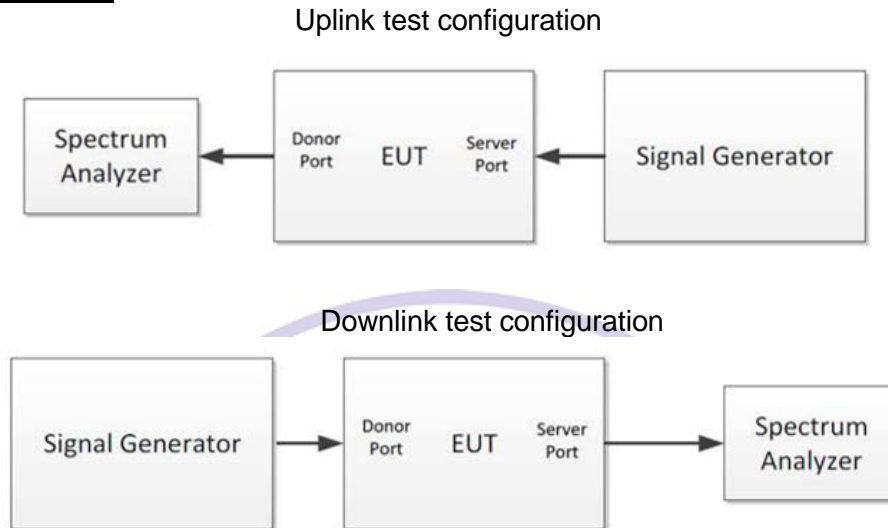 Uplink test configuration
Spectrum
Analyzer
Donor
Port
EUT
Server
Port
Signal Generator
Downlink test configuration
Signal Generator
Donor
Port
EUT
Server
Port
Spectrum
Analyzer